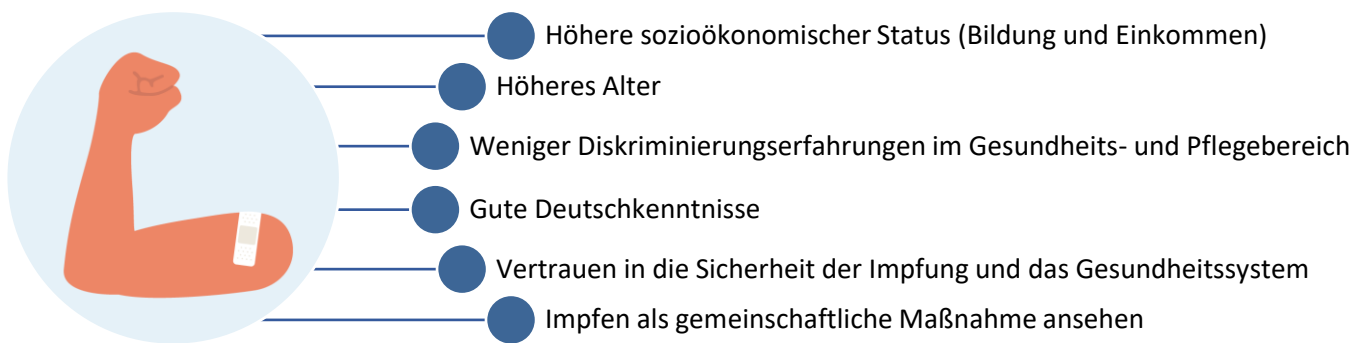 Höhere sozioökonomischer Status (Bildung und Einkommen)
Höheres Alter
Weniger Diskriminierungserfahrungen im Gesundheits- und Pflegebereich
Gute Deutschkenntnisse
Vertrauen in die Sicherheit der Impfung und das Gesundheitssystem
Impfen als gemeinschaftliche Maßnahme ansehen